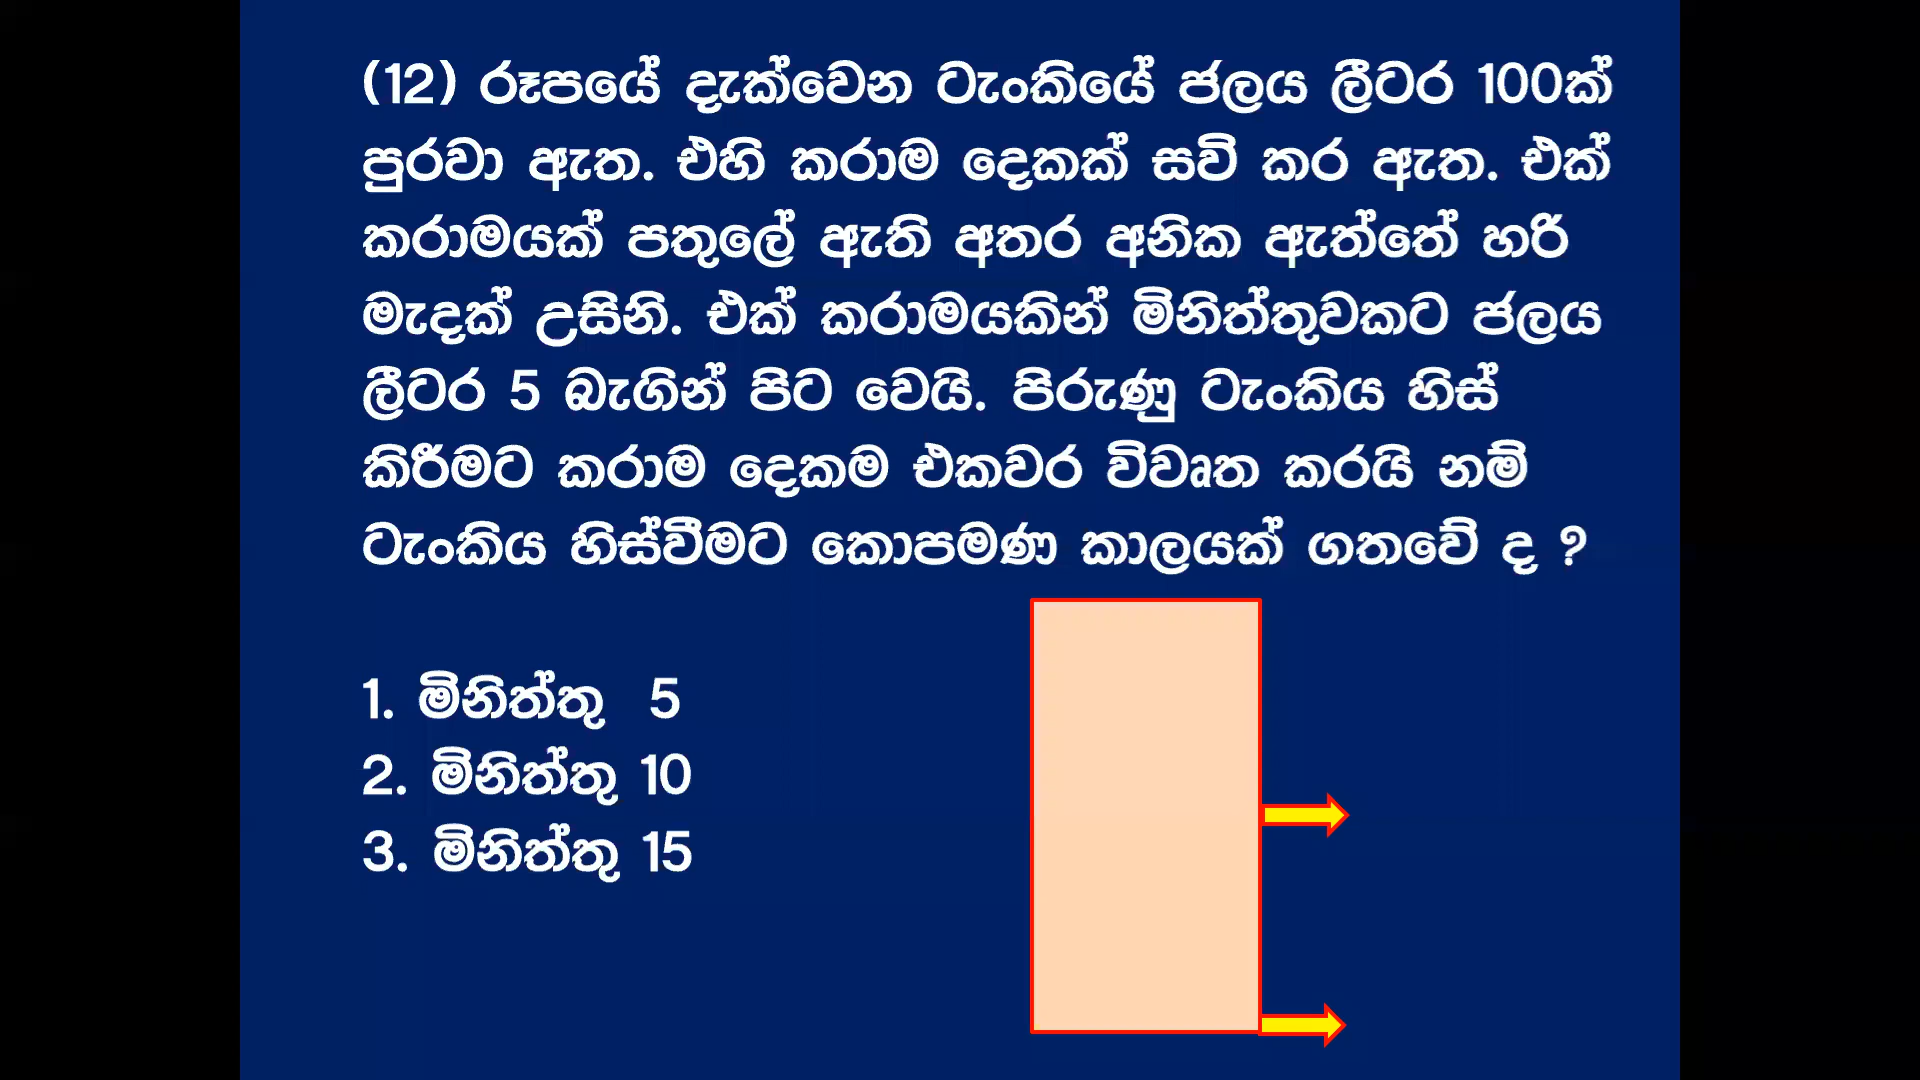 (12) රූපයේ දැක්වෙන ටැංකියේ ජලය ලීටර 100ක්
පුරවා ඇත. එහි කරාම දෙකක් සවි කර ඇත. එක්
කරාමයක් පතුලේ ඇති අතර අනික ඇත්තේ හරි
මැදක් උසිනි. එක් කරාමයකින් මිනිත්තුවකට ජලය
ලීටර 5 බැගින් පිට වෙයි. පිරුණු ටැංකිය හිස්
කිරීමට කරාම දෙකම එකවර විවෘත කරයි නම්
ටැංකිය හිස්වීමට කොපමණ කාලයක් ගතවේ ද ?
1. මිනිත්තු 5
2. මිනිත්තු 10
3. මිනිත්තු 15